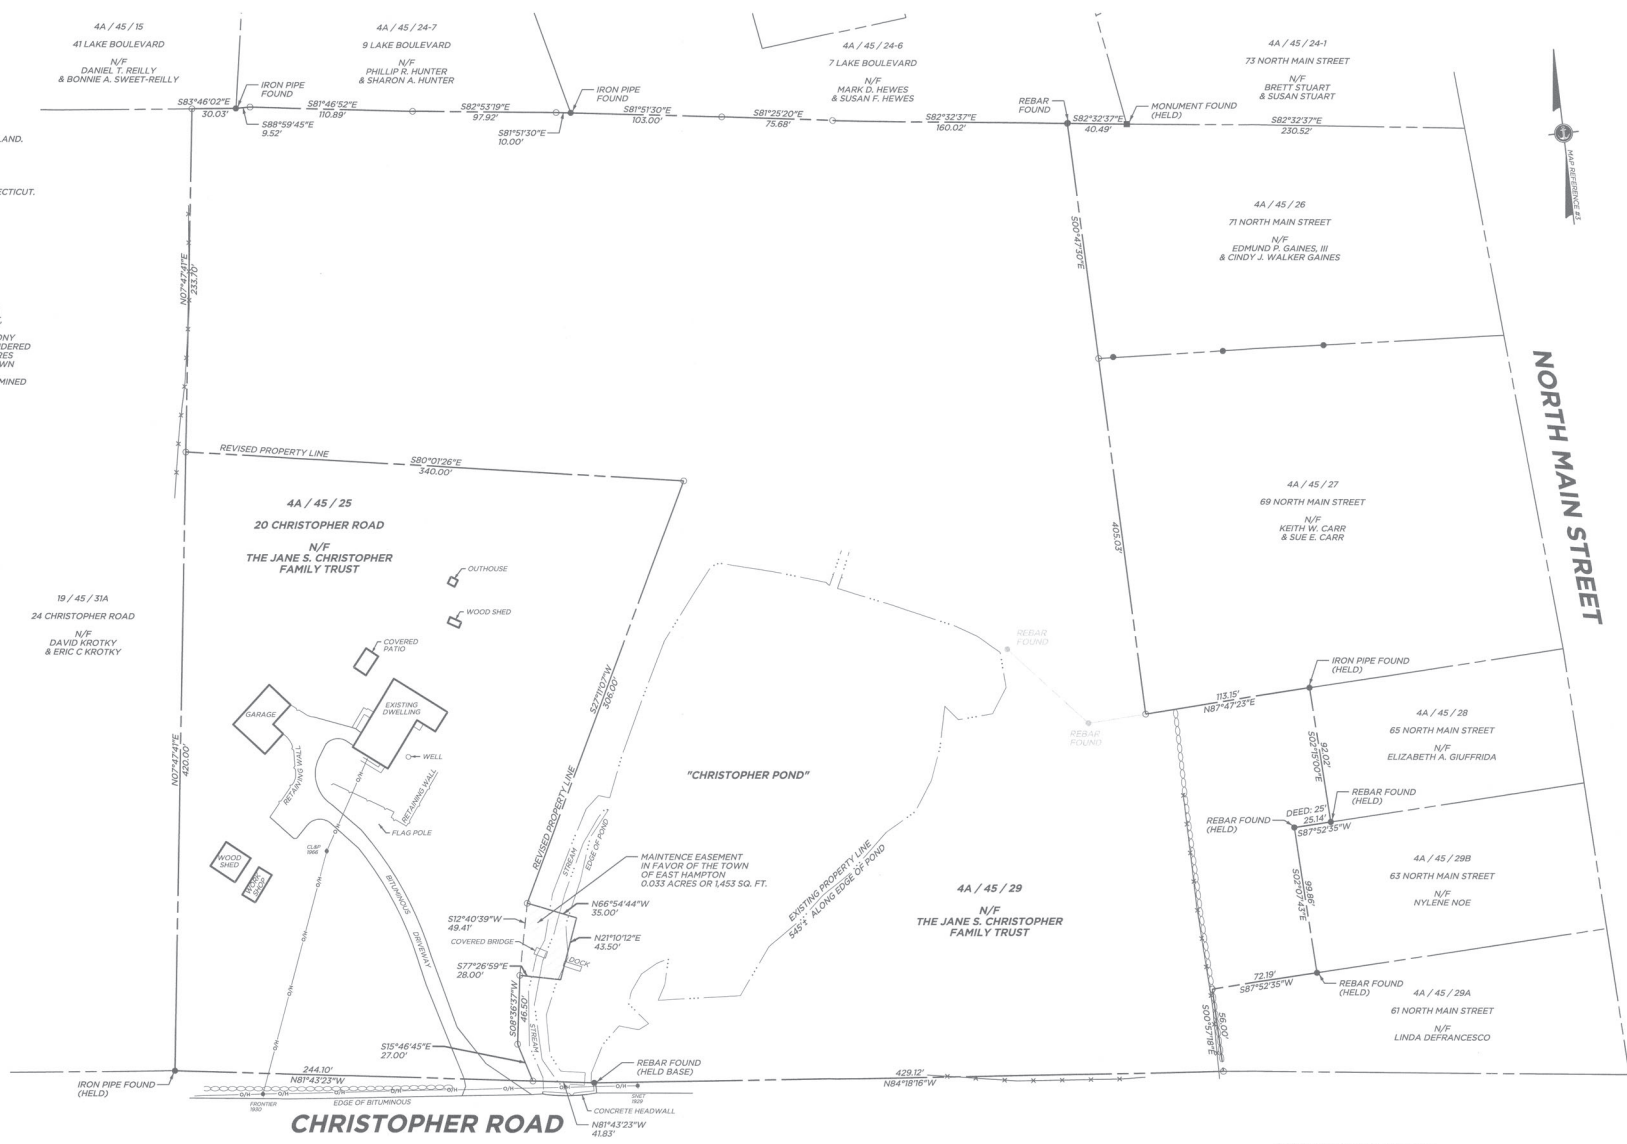 4A / 45 / 15
41 LAKE BOULEVARD
N/F
DANIEL T. REILLY
& BONNIE A. SWEET-REILLY
4A / 45 / 24-7
9 LAKE BOULEVARD
N/F
PHILLIP R. HUNTER
& SHARON A. HUNTER
4A / 45 / 24-6
7 LAKE BOULEVARD
N/F
MARK D. HEWES
& SUSAN F. HEWES
4A / 45 / 24-1
73 NORTH MAIN STREET
N/F
BRETT STUART
& SUSAN STUART
S83°46'02"E
30.03'
IRON PIPE
FOUND
S88°59'45"E
9.52'
S81°46'52"E
110.89'
S82°53'19"E
97.92'
IRON PIPE
FOUND
S81°51'30"E
10.00'
S81°51'30"E
103.00'
S81°25'20"E
75.68'
S82°32'37"E
160.02'
REBAR
FOUND
S82°32'37"E
40.49'
MONUMENT FOUND
(HELD)
S82°32'37"E
230.52'
MAP REFERENCE #3
AND.
ECTICUT.
ONY
DERED
RES
WN
MINED
N07°47'41"E
233.70'
S00°47'30"E
405.03'
4A / 45 / 26
71 NORTH MAIN STREET
N/F
EDMUND P. GAINES, III
& CINDY J. WALKER GAINES
NORTH MAIN STREET
REVISED PROPERTY LINE
S80°01'26"E
340.00'
4A / 45 / 25
20 CHRISTOPHER ROAD
N/F
THE JANE S. CHRISTOPHER
FAMILY TRUST
4A / 45 / 27
69 NORTH MAIN STREET
N/F
KEITH W. CARR
& SUE E. CARR
OUTHOUSE
WOOD SHED
19 / 45 / 31A
24 CHRISTOPHER ROAD
N/F
DAVID KROTKY
& ERIC C KROTKY
COVERED
PATIO
REBAR
FOUND
REBAR
FOUND
IRON PIPE FOUND
(HELD)
113.15'
N87°47'23"E
GARAGE
EXISTING
DWELLING
WELL
RETAINING WALL
RETAINING WALL
FLAG POLE
N07°47'41"E
420.00'
S27°11'07"W
306.00'
REVISED PROPERTY LINE
"CHRISTOPHER POND"
4A / 45 / 28
65 NORTH MAIN STREET
N/F
ELIZABETH A. GIUFFRIDA
92.02'
S02°15'00"E
REBAR FOUND
(HELD)
DEED: 25'
25.14'
S87°52'35"W
REBAR FOUND
(HELD)
CL&P
1966
WOOD
SHED
WORK
SHOP
BITUMINOUS
DRIVEWAY
STREAM
EDGE OF POND
MAINTENCE EASEMENT
IN FAVOR OF THE TOWN
OF EAST HAMPTON
0.033 ACRES OR 1,453 SQ. FT.
EXISTING PROPERTY LINE
545'± ALONG EDGE OF POND
4A / 45 / 29
N/F
THE JANE S. CHRISTOPHER
FAMILY TRUST
4A / 45 / 29B
63 NORTH MAIN STREET
N/F
NYLENE NOE
99.86'
S02°07'43"E
N66°54'44"W
35.00'
S12°40'39"W
49.41'
COVERED BRIDGE
N21°10'12"E
43.50'
DOCK
S77°26'59"E
28.00'
S08°36'37"W
46.50'
STREAM
S15°46'45"E
27.00'
72.19'
S87°52'35"W
REBAR FOUND
(HELD)
4A / 45 / 29A
61 NORTH MAIN STREET
N/F
LINDA DEFRANCESCO
56.00'
S00°57'18"E
REBAR FOUND
(HELD BASE)
IRON PIPE FOUND
(HELD)
244.10'
N81°43'23"W
429.12'
N84°18'16"W
O/H
O/H
O/H
O/H
O/H
O/H
O/H
O/H
O/H
O/H
FRONTIER
1930
EDGE OF BITUMINOUS
SNET
1929
CONCRETE HEADWALL
N81°43'23"W
41.83'
CHRISTOPHER ROAD